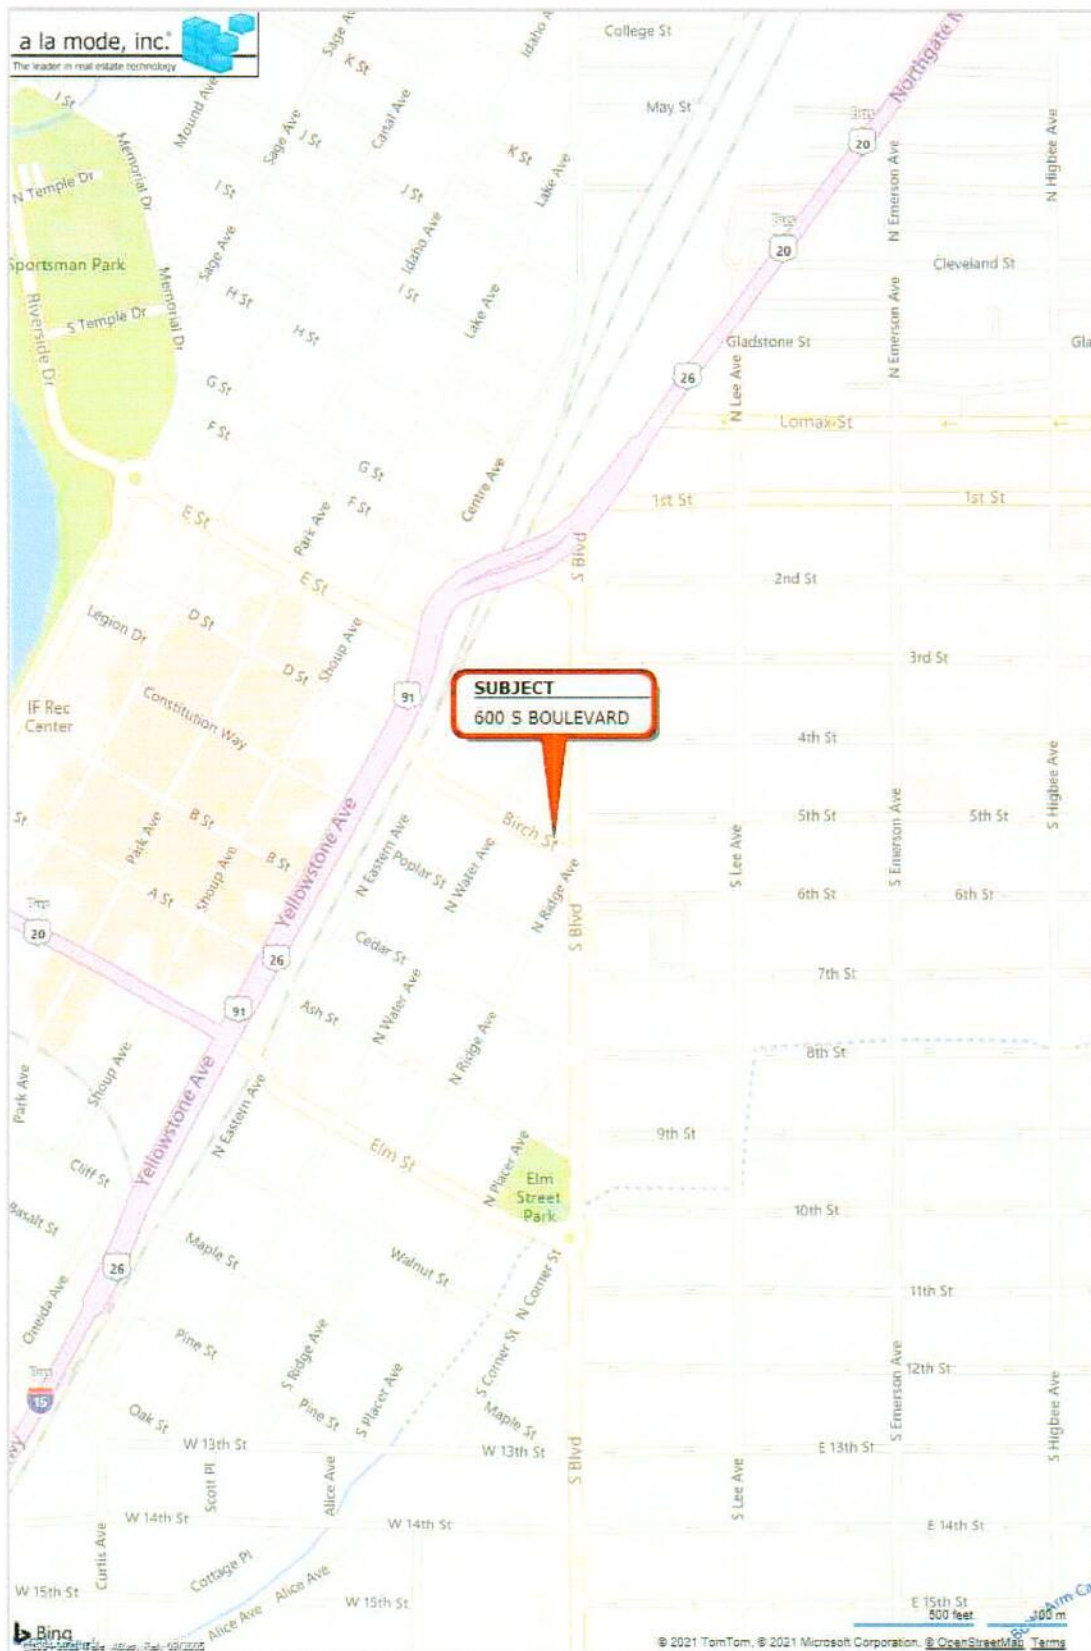 a la mode, inc.
The leader in real estate technology
Sage Av
K St
Idaho A
College St
Northgate
J St
Mound Ave
Sage Ave
J St
Canal Ave
K St
May St
20
N Emerson Ave
N Higbee Ave
Memorial Dr
N Temple Dr
I St
J St
Lake Ave
Sportsman Park
Sage Ave
Idaho Ave
20
Cleveland St
Riverside Dr
S Temple Dr
Memorial Dr
H St
H St
I St
Lake Ave
N Emerson Ave
Gladstone St
Gla
G St
26
N Lee Ave
F St
Lomax St
G St
F St
Centre Ave
1st St
1st St
E St
Park Ave
S Blvd
2nd St
E St
Legion Dr
D St
D St
Shoup Ave
3rd St
SUBJECT
600 S BOULEVARD
91
IF Rec
Center
Constitution Way
4th St
S Higbee Ave
St
B St
Park Ave
B St
Shoup Ave
A St
Yellowstone Ave
N Eastern Ave
Birch St
Poplar St
N Water Ave
N Ridge Ave
5th St
5th St
S Lee Ave
S Emerson Ave
6th St
6th St
S Blvd
20
26
Cedar St
7th St
91
Ash St
N Water Ave
N Ridge Ave
8th St
Park Ave
Shoup Ave
Yellowstone Ave
N Eastern Ave
9th St
Elm St
N Placer Ave
Cliff St
Elm
Street
Park
10th St
Basalt St
Maple St
Walnut St
26
N Corner St
11th St
Oneida Ave
Pine St
S Ridge Ave
S Corner St
12th St
S Emerson Ave
S Higbee Ave
15
Oak St
Pine St
S Placer Ave
Maple St
W 13th St
W 13th St
E 13th St
S Blvd
Scott Pl
Alice Ave
S Lee Ave
W 14th St
W 14th St
E 14th St
Curtis Ave
Cottage Pl
Alice Ave
W 15th St
Alice Ave
W 15th St
E 15th St
Arm Ca
800 feet
100 m
Bing
© 2021 TomTom, © 2021 Microsoft Corporation, © OpenStreetMap Terms